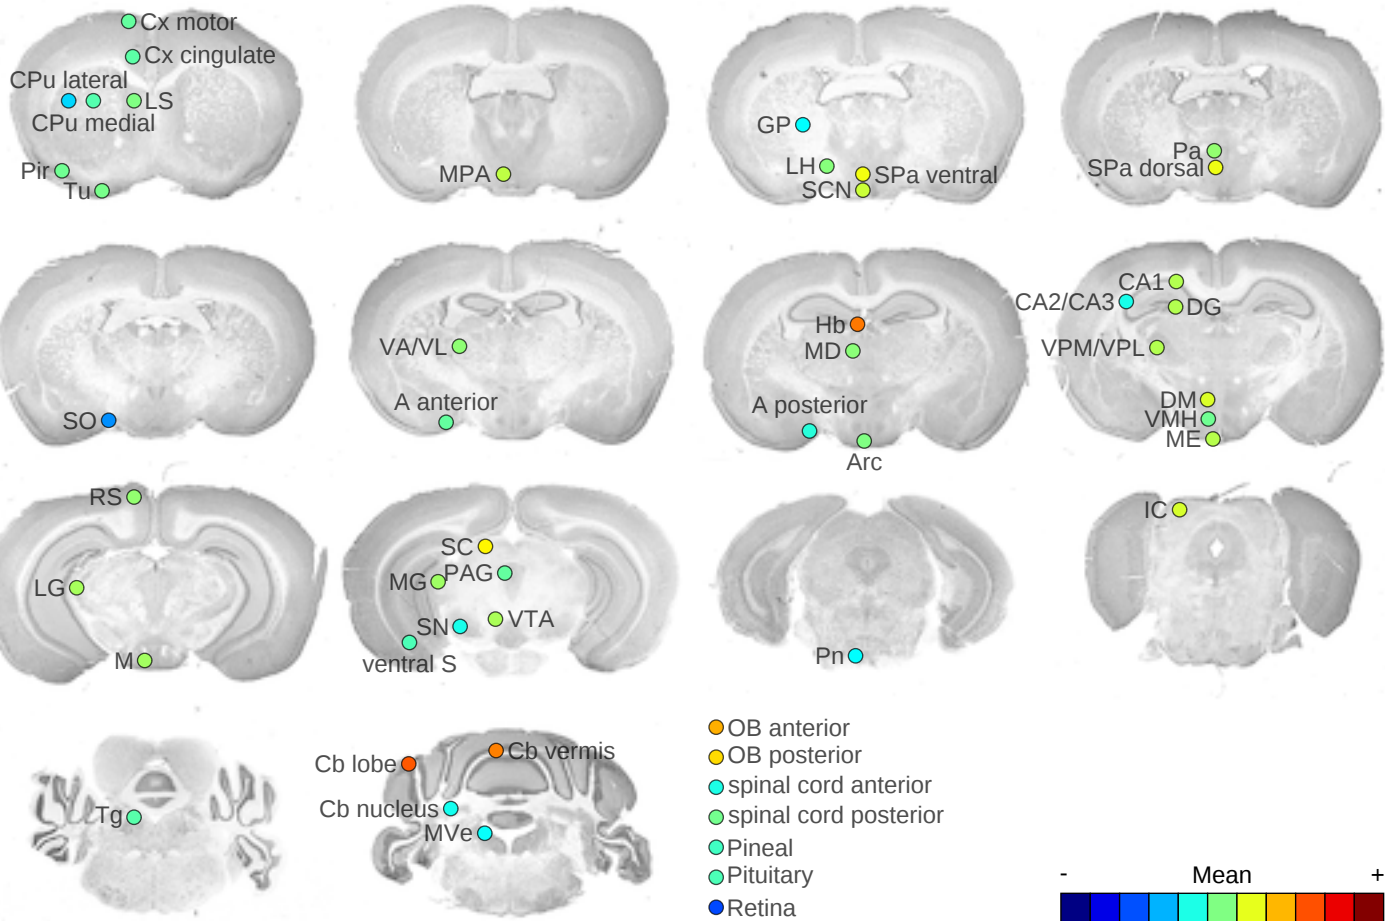 Cx motor
Cx cingulate
CPu lateral
LS
CPu medial
Pir
Tu
MPA
GP
LH
SPa ventral
SCN
Pa
SPa dorsal
SO
VA/VL
A anterior
Hb
MD
A posterior
Arc
CA1
CA2/CA3
DG
VPM/VPL
DM
VMH
ME
RS
LG
M
SC
PAG
MG
VTA
SN
ventral S
Pn
IC
Tg
Cb lobe
Cb vermis
Cb nucleus
MVe
OB anterior
OB posterior
spinal cord anterior
spinal cord posterior
Pineal
Pituitary
Retina
- Mean +